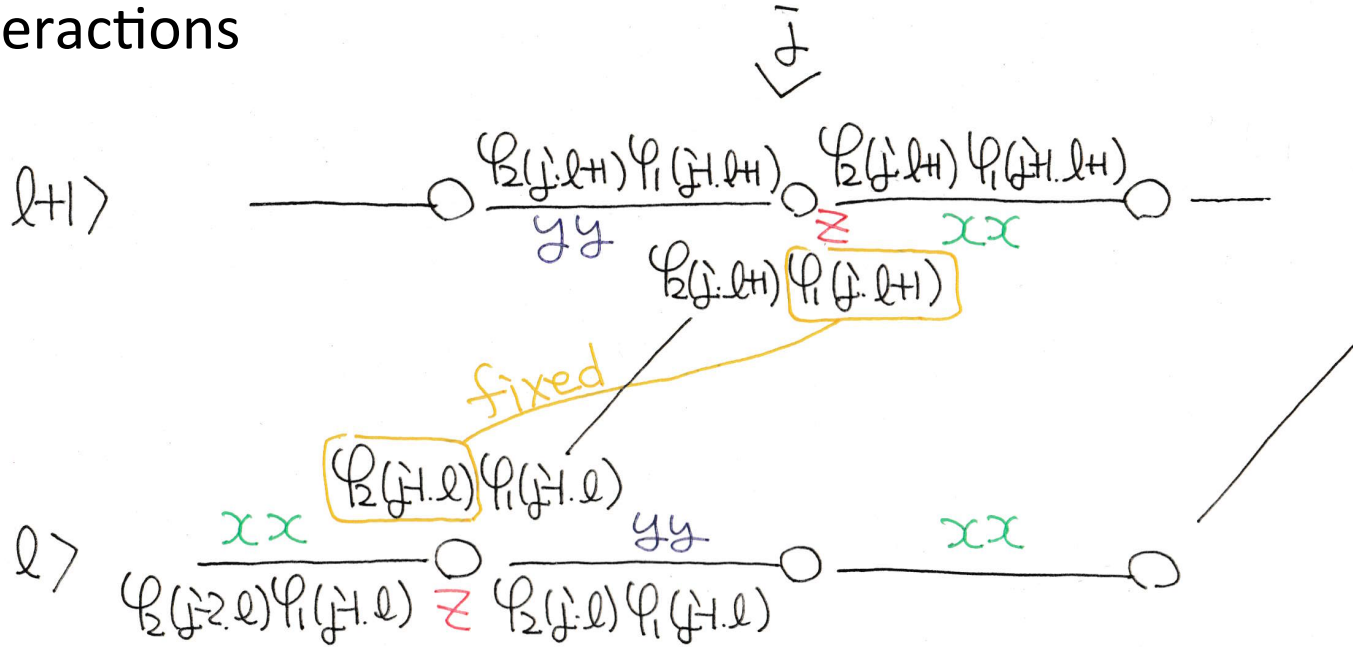 eractions
j
φ₂(j.l+1)φ₁(j-1.l+1) φ₂(j.l+1)φ₁(j+1.l+1)
l+1>
yy z xx
φ₂(j.l+1) φ₁(j.l+1)
fixed
φ₂(j-1.l) φ₁(j-1.l)
xx yy xx
l>
φ₂(j-2.l)φ₁(j-1.l) z φ₂(j.l)φ₁(j-1.l)